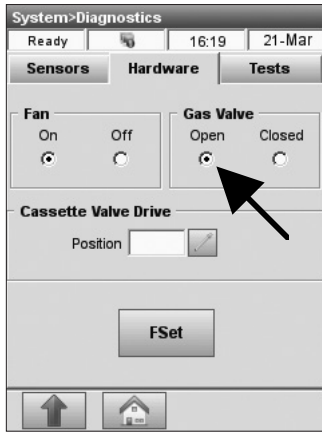 System>Diagnostics
Ready 16:19 21-Mar
Sensors Hardware Tests
Fan Gas Valve
On Off Open Closed
Cassette Valve Drive
Position
FSet